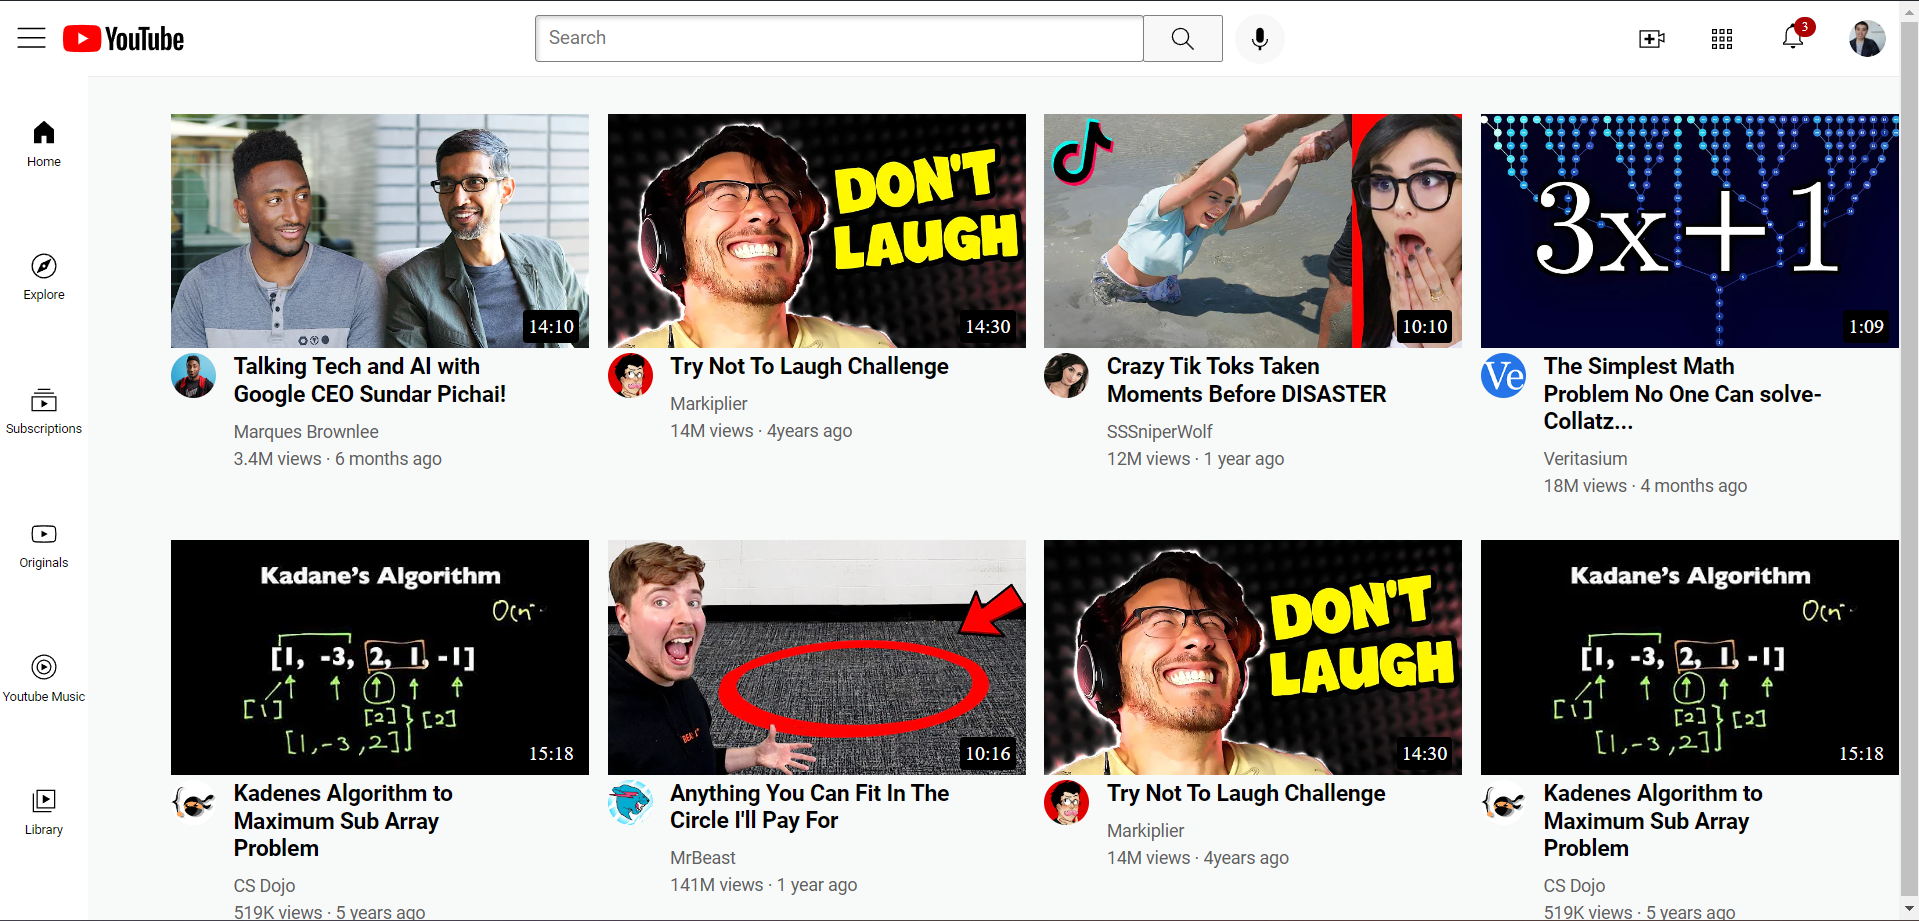 YouTube
Search
3
Home
Explore
Subscriptions
Originals
Youtube Music
Library
14:10
Talking Tech and AI with
Google CEO Sundar Pichai!
Marques Brownlee
3.4M views · 6 months ago
DON'T
LAUGH
14:30
Try Not To Laugh Challenge
Markiplier
14M views · 4years ago
10:10
Crazy Tik Toks Taken
Moments Before DISASTER
SSSniperWolf
12M views · 1 year ago
3x+1
1:09
Ve
The Simplest Math
Problem No One Can solve-
Collatz...
Veritasium
18M views · 4 months ago
Kadane's Algorithm
[1, -3, 2, 1, -1]
[1]
[2]
[2]
[1,-3,2]
15:18
Kadenes Algorithm to
Maximum Sub Array
Problem
CS Dojo
519K views · 5 years ago
10:16
Anything You Can Fit In The
Circle I'll Pay For
MrBeast
141M views · 1 year ago
DON'T
LAUGH
14:30
Try Not To Laugh Challenge
Markiplier
14M views · 4years ago
Kadane's Algorithm
[1, -3, 2, 1, -1]
[1]
[2]
[2]
[1,-3,2]
15:18
Kadenes Algorithm to
Maximum Sub Array
Problem
CS Dojo
519K views · 5 years ago